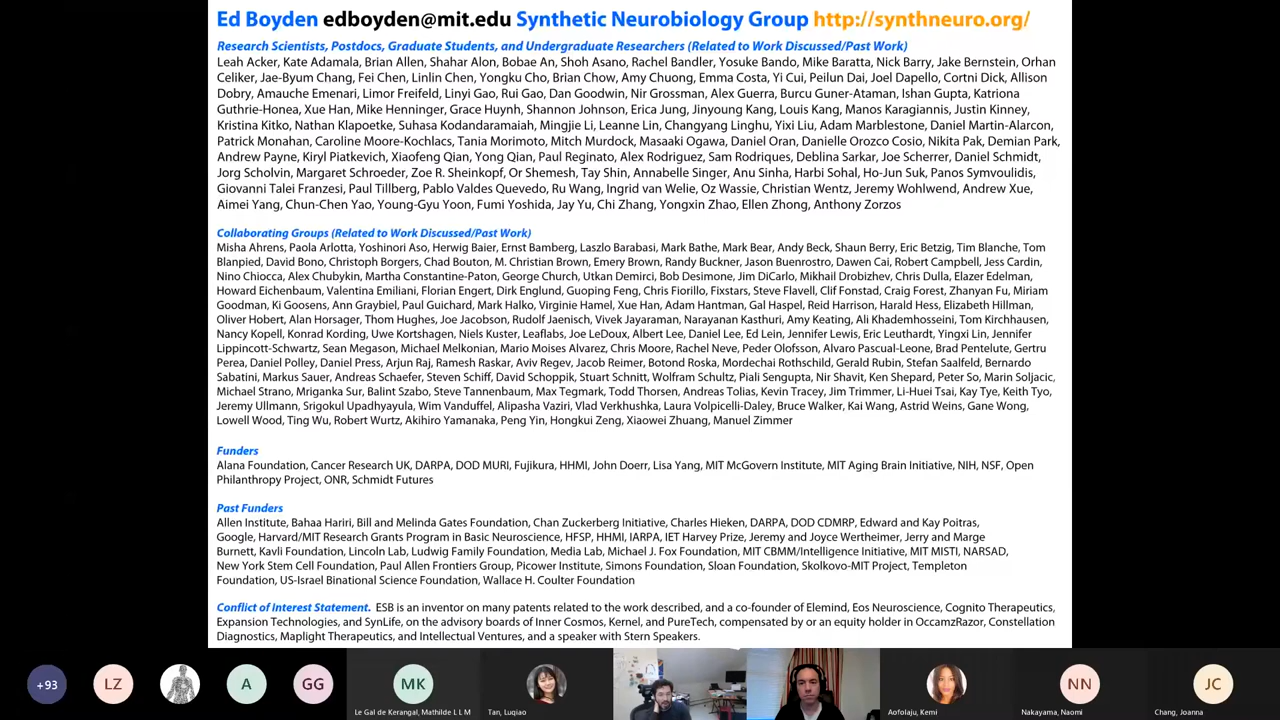 Ed Boyden edboyden@mit.edu Synthetic Neurobiology Group http://synthneuro.org/
Research Scientists, Postdocs, Graduate Students, and Undergraduate Researchers (Related to Work Discussed/Past Work)
Leah Acker, Kate Adamala, Brian Allen, Shahar Alon, Bobae An, Shoh Asano, Rachel Bandler, Yosuke Bando, Mike Baratta, Nick Barry, Jake Bernstein, Orhan
Celiker, Jae-Byum Chang, Fei Chen, Linlin Chen, Yongku Cho, Brian Chow, Amy Chuong, Emma Costa, Yi Cui, Peilun Dai, Joel Dapello, Cortni Dick, Allison
Dobry, Amauche Emenari, Limor Freifeld, Linyi Gao, Rui Gao, Dan Goodwin, Nir Grossman, Alex Guerra, Burcu Guner-Ataman, Ishan Gupta, Katriona
Guthrie-Honea, Xue Han, Mike Henninger, Grace Huynh, Shannon Johnson, Erica Jung, Jinyoung Kang, Louis Kang, Manos Karagiannis, Justin Kinney,
Kristina Kitko, Nathan Klapoetke, Suhasa Kodandaramaiah, Mingjie Li, Leanne Lin, Changyang Linghu, Yixi Liu, Adam Marblestone, Daniel Martin-Alarcon,
Patrick Monahan, Caroline Moore-Kochlacs, Tania Morimoto, Mitch Murdock, Masaaki Ogawa, Daniel Oran, Danielle Orozco Cosio, Nikita Pak, Demian Park,
Andrew Payne, Kiryl Piatkevich, Xiaofeng Qian, Yong Qian, Paul Reginato, Alex Rodriguez, Sam Rodriques, Deblina Sarkar, Joe Scherrer, Daniel Schmidt,
Jorg Scholvin, Margaret Schroeder, Zoe R. Sheinkopf, Or Shemesh, Tay Shin, Annabelle Singer, Anu Sinha, Harbi Sohal, Ho-Jun Suk, Panos Symvoulidis,
Giovanni Talei Franzesi, Paul Tillberg, Pablo Valdes Quevedo, Ru Wang, Ingrid van Welie, Oz Wassie, Christian Wentz, Jeremy Wohlwend, Andrew Xue,
Aimei Yang, Chun-Chen Yao, Young-Gyu Yoon, Fumi Yoshida, Jay Yu, Chi Zhang, Yongxin Zhao, Ellen Zhong, Anthony Zorzos
Collaborating Groups (Related to Work Discussed/Past Work)
Misha Ahrens, Paola Arlotta, Yoshinori Aso, Herwig Baier, Ernst Bamberg, Laszlo Barabasi, Mark Bathe, Mark Bear, Andy Beck, Shaun Berry, Eric Betzig, Tim Blanche, Tom
Blanpied, David Bono, Christoph Borgers, Chad Bouton, M. Christian Brown, Emery Brown, Randy Buckner, Jason Buenrostro, Dawen Cai, Robert Campbell, Jess Cardin,
Nino Chiocca, Alex Chubykin, Martha Constantine-Paton, George Church, Utkan Demirci, Bob Desimone, Jim DiCarlo, Mikhail Drobizhev, Chris Dulla, Elazer Edelman,
Howard Eichenbaum, Valentina Emiliani, Florian Engert, Dirk Englund, Guoping Feng, Chris Fiorillo, Fixstars, Steve Flavell, Clif Fonstad, Craig Forest, Zhanyan Fu, Miriam
Goodman, Ki Goosens, Ann Graybiel, Paul Guichard, Mark Halko, Virginie Hamel, Xue Han, Adam Hantman, Gal Haspel, Reid Harrison, Harald Hess, Elizabeth Hillman,
Oliver Hobert, Alan Horsager, Thom Hughes, Joe Jacobson, Rudolf Jaenisch, Vivek Jayaraman, Narayanan Kasthuri, Amy Keating, Ali Khademhosseini, Tom Kirchhausen,
Nancy Kopell, Konrad Kording, Uwe Kortshagen, Niels Kuster, Leaflabs, Joe LeDoux, Albert Lee, Daniel Lee, Ed Lein, Jennifer Lewis, Eric Leuthardt, Yingxi Lin, Jennifer
Lippincott-Schwartz, Sean Megason, Michael Melkonian, Mario Moises Alvarez, Chris Moore, Rachel Neve, Peder Olofsson, Alvaro Pascual-Leone, Brad Pentelute, Gertru
Perea, Daniel Polley, Daniel Press, Arjun Raj, Ramesh Raskar, Aviv Regev, Jacob Reimer, Botond Roska, Mordechai Rothschild, Gerald Rubin, Stefan Saalfeld, Bernardo
Sabatini, Markus Sauer, Andreas Schaefer, Steven Schiff, David Schoppik, Stuart Schnitt, Wolfram Schultz, Piali Sengupta, Nir Shavit, Ken Shepard, Peter So, Marin Soljacic,
Michael Strano, Mriganka Sur, Balint Szabo, Steve Tannenbaum, Max Tegmark, Todd Thorsen, Andreas Tolias, Kevin Tracey, Jim Trimmer, Li-Huei Tsai, Kay Tye, Keith Tyo,
Jeremy Ullmann, Srigokul Upadhyayula, Wim Vanduffel, Alipasha Vaziri, Vlad Verkhushka, Laura Volpicelli-Daley, Bruce Walker, Kai Wang, Astrid Weins, Gane Wong,
Lowell Wood, Ting Wu, Robert Wurtz, Akihiro Yamanaka, Peng Yin, Hongkui Zeng, Xiaowei Zhuang, Manuel Zimmer
Funders
Alana Foundation, Cancer Research UK, DARPA, DOD MURI, Fujikura, HHMI, John Doerr, Lisa Yang, MIT McGovern Institute, MIT Aging Brain Initiative, NIH, NSF, Open
Philanthropy Project, ONR, Schmidt Futures
Past Funders
Allen Institute, Bahaa Hariri, Bill and Melinda Gates Foundation, Chan Zuckerberg Initiative, Charles Hieken, DARPA, DOD CDMRP, Edward and Kay Poitras,
Google, Harvard/MIT Research Grants Program in Basic Neuroscience, HFSP, HHMI, IARPA, IET Harvey Prize, Jeremy and Joyce Wertheimer, Jerry and Marge
Burnett, Kavli Foundation, Lincoln Lab, Ludwig Family Foundation, Media Lab, Michael J. Fox Foundation, MIT CBMM/Intelligence Initiative, MIT MISTI, NARSAD,
New York Stem Cell Foundation, Paul Allen Frontiers Group, Picower Institute, Simons Foundation, Sloan Foundation, Skolkovo-MIT Project, Templeton
Foundation, US-Israel Binational Science Foundation, Wallace H. Coulter Foundation
Conflict of Interest Statement. ESB is an inventor on many patents related to the work described, and a co-founder of Elemind, Eos Neuroscience, Cognito Therapeutics,
Expansion Technologies, and SynLife, on the advisory boards of Inner Cosmos, Kernel, and PureTech, compensated by or an equity holder in OccamzRazor, Constellation
Diagnostics, Maplight Therapeutics, and Intellectual Ventures, and a speaker with Stern Speakers.
+93 LZ A GG MK NN JC
Le Gal de Kerangal, Mathilde L L M Tan, Luqiao Aofolaju, Kemi Nakayama, Naomi Chang, Joanna